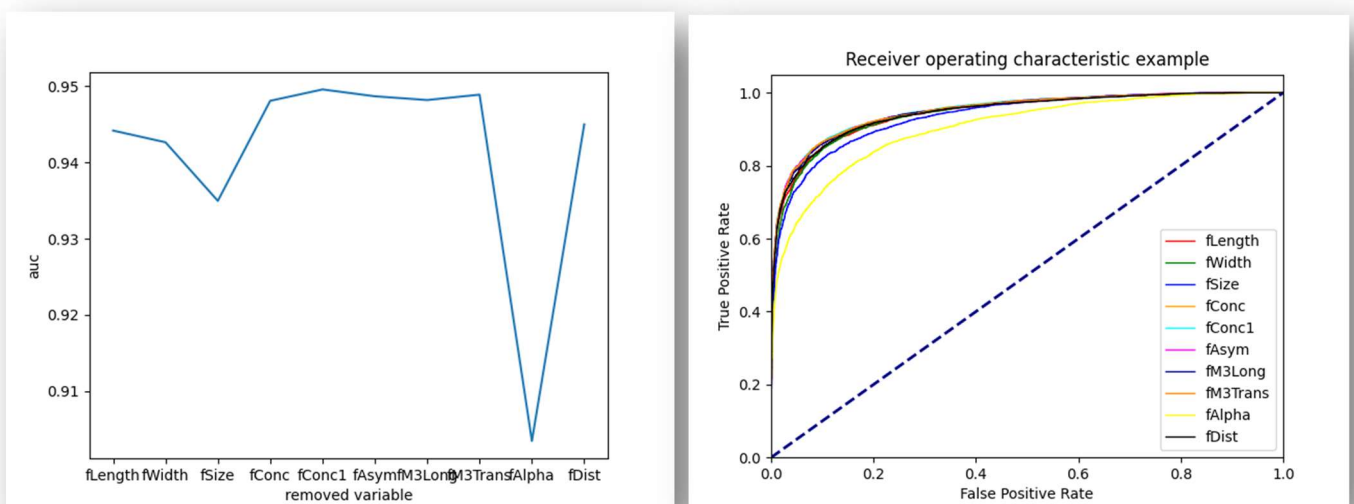 0.95
0.94
0.93
0.92
0.91
auc
fLength fWidth fSize fConc fConc1 fAsym fM3Long fM3Trans fAlpha fDist
removed variable
Receiver operating characteristic example
1.0
0.8
0.6
0.4
0.2
0.0
True Positive Rate
fLength
fWidth
fSize
fConc
fConc1
fAsym
fM3Long
fM3Trans
fAlpha
fDist
0.0 0.2 0.4 0.6 0.8 1.0
False Positive Rate